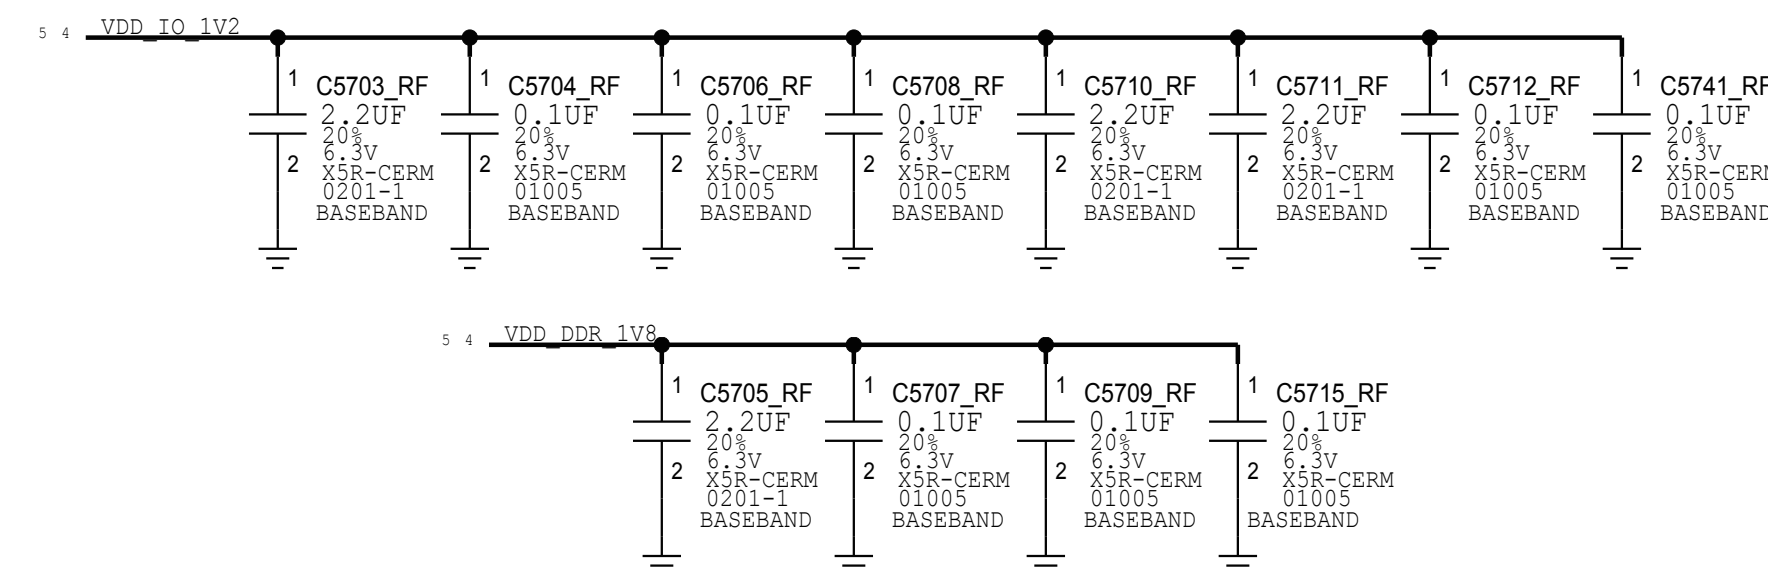 5 4 VDD_IO_1V2
1 C5703_RF
2.2UF
20%
6.3V
2 X5R-CERM
0201-1
BASEBAND
1 C5704_RF
0.1UF
20%
6.3V
2 X5R-CERM
01005
BASEBAND
1 C5706_RF
0.1UF
20%
6.3V
2 X5R-CERM
01005
BASEBAND
1 C5708_RF
0.1UF
20%
6.3V
2 X5R-CERM
01005
BASEBAND
1 C5710_RF
2.2UF
20%
6.3V
2 X5R-CERM
0201-1
BASEBAND
1 C5711_RF
2.2UF
20%
6.3V
2 X5R-CERM
0201-1
BASEBAND
1 C5712_RF
0.1UF
20%
6.3V
2 X5R-CERM
01005
BASEBAND
1 C5741_RF
0.1UF
20%
6.3V
2 X5R-CERM
01005
BASEBAND
5 4 VDD_DDR_1V8
1 C5705_RF
2.2UF
20%
6.3V
2 X5R-CERM
0201-1
BASEBAND
1 C5707_RF
0.1UF
20%
6.3V
2 X5R-CERM
01005
BASEBAND
1 C5709_RF
0.1UF
20%
6.3V
2 X5R-CERM
01005
BASEBAND
1 C5715_RF
0.1UF
20%
6.3V
2 X5R-CERM
01005
BASEBAND